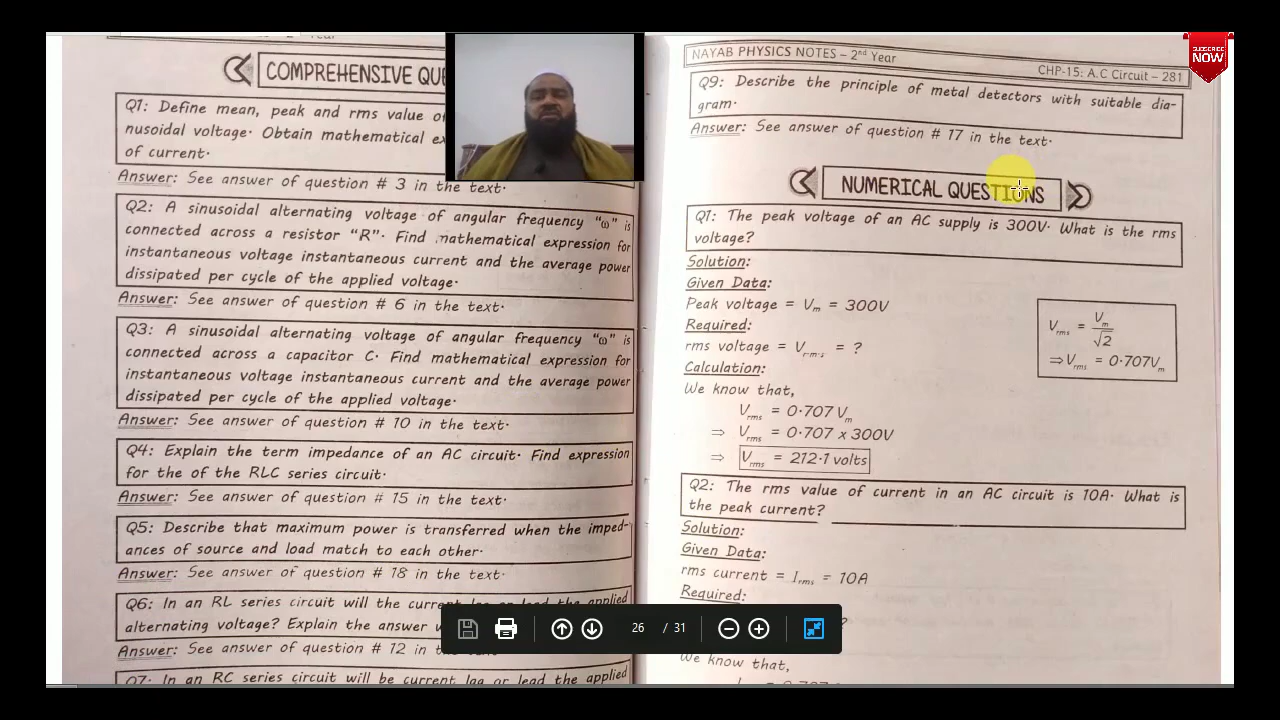 COMPREHENSIVE QUE
Q1: Define mean, peak and rms value of
nusoidal voltage. Obtain mathematical ex
of current.
Answer: See answer of question # 3 in the text.
Q2: A sinusoidal alternating voltage of angular frequency "ω" is
connected across a resistor "R". Find mathematical expression for
instantaneous voltage instantaneous current and the average power
dissipated per cycle of the applied voltage.
Answer: See answer of question # 6 in the text.
Q3: A sinusoidal alternating voltage of angular frequency "ω" is
connected across a capacitor C. Find mathematical expression for
instantaneous voltage instantaneous current and the average power
dissipated per cycle of the applied voltage.
Answer: See answer of question # 10 in the text.
Q4: Explain the term impedance of an AC circuit. Find expression
for the of the RLC series circuit.
Answer: See answer of question # 15 in the text.
Q5: Describe that maximum power is transferred when the imped-
ances of source and load match to each other.
Answer: See answer of question # 18 in the text.
Q6: In an RL series circuit will the current lag or lead the applied
alternating voltage? Explain the answer
Answer: See answer of question # 12 in the text
Q7: In an RC series circuit will be current lag or lead the applied
NAYAB PHYSICS NOTES – 2nd Year
CHP-15: A.C Circuit – 281
Q9: Describe the principle of metal detectors with suitable dia-
gram.
Answer: See answer of question # 17 in the text.
NUMERICAL QUESTIONS
Q1: The peak voltage of an AC supply is 300V. What is the rms
voltage?
Solution:
Given Data:
Peak voltage = Vm = 300V
Required:
rms voltage = Vr.m.s = ?
Calculation:
We know that,
Vrms = 0.707 Vm
⇒ Vrms = 0.707 x 300V
⇒ Vrms = 212.1 volts
Vrms = Vm/√2
⇒ Vrms = 0.707Vm
Q2: The rms value of current in an AC circuit is 10A. What is
the peak current?
Solution:
Given Data:
rms current = Irms = 10A
Required:
?
We know that,
SUBSCRIBE
NOW
26 / 31